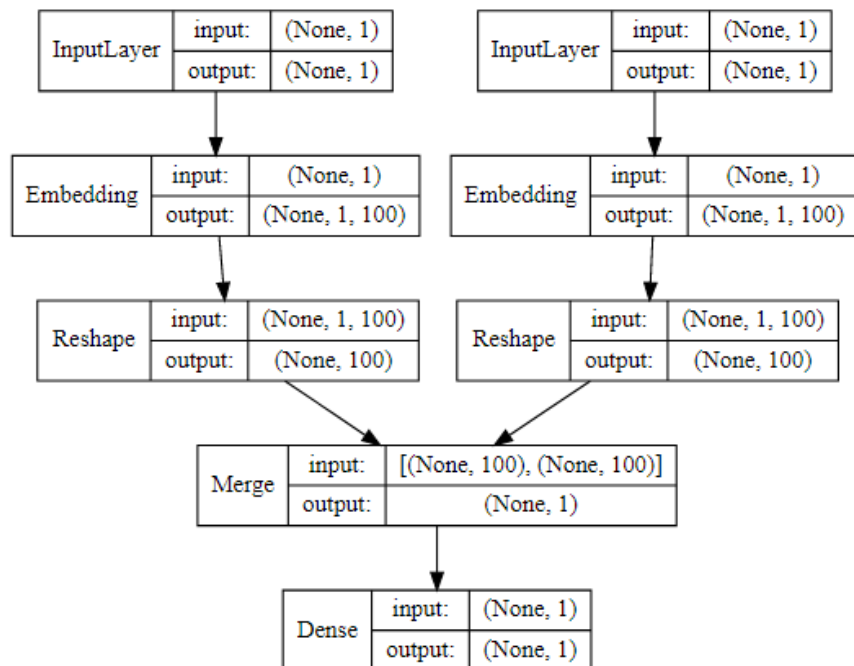 InputLayer input: (None, 1)
output: (None, 1)
InputLayer input: (None, 1)
output: (None, 1)
Embedding input: (None, 1)
output: (None, 1, 100)
Embedding input: (None, 1)
output: (None, 1, 100)
Reshape input: (None, 1, 100)
output: (None, 100)
Reshape input: (None, 1, 100)
output: (None, 100)
Merge input: [(None, 100), (None, 100)]
output: (None, 1)
Dense input: (None, 1)
output: (None, 1)